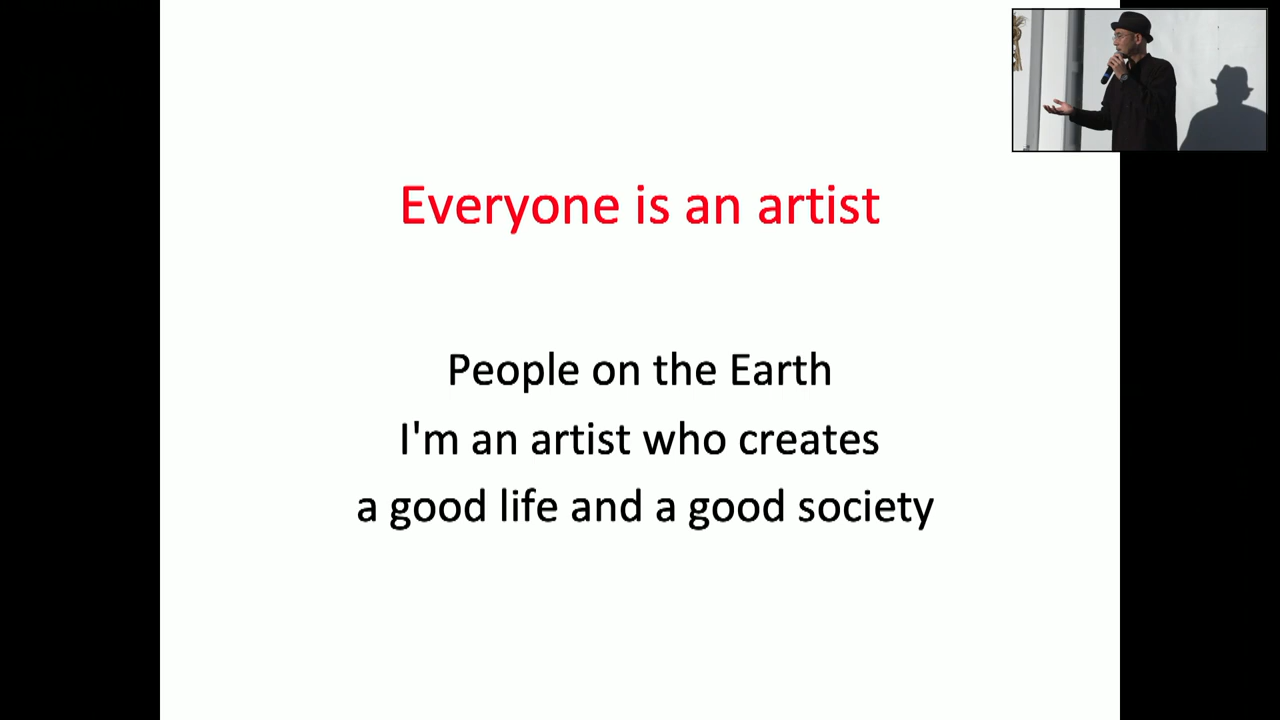 Everyone is an artist
People on the Earth
I'm an artist who creates
a good life and a good society